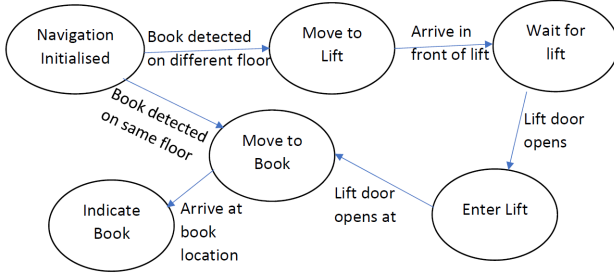 Navigation
Initialised
Book detected
on different floor
Move to
Lift
Arrive in
front of lift
Wait for
lift
Lift door
opens
Book detected
on same floor
Move to
Book
Lift door
opens at
Enter Lift
Arrive at
book
location
Indicate
Book